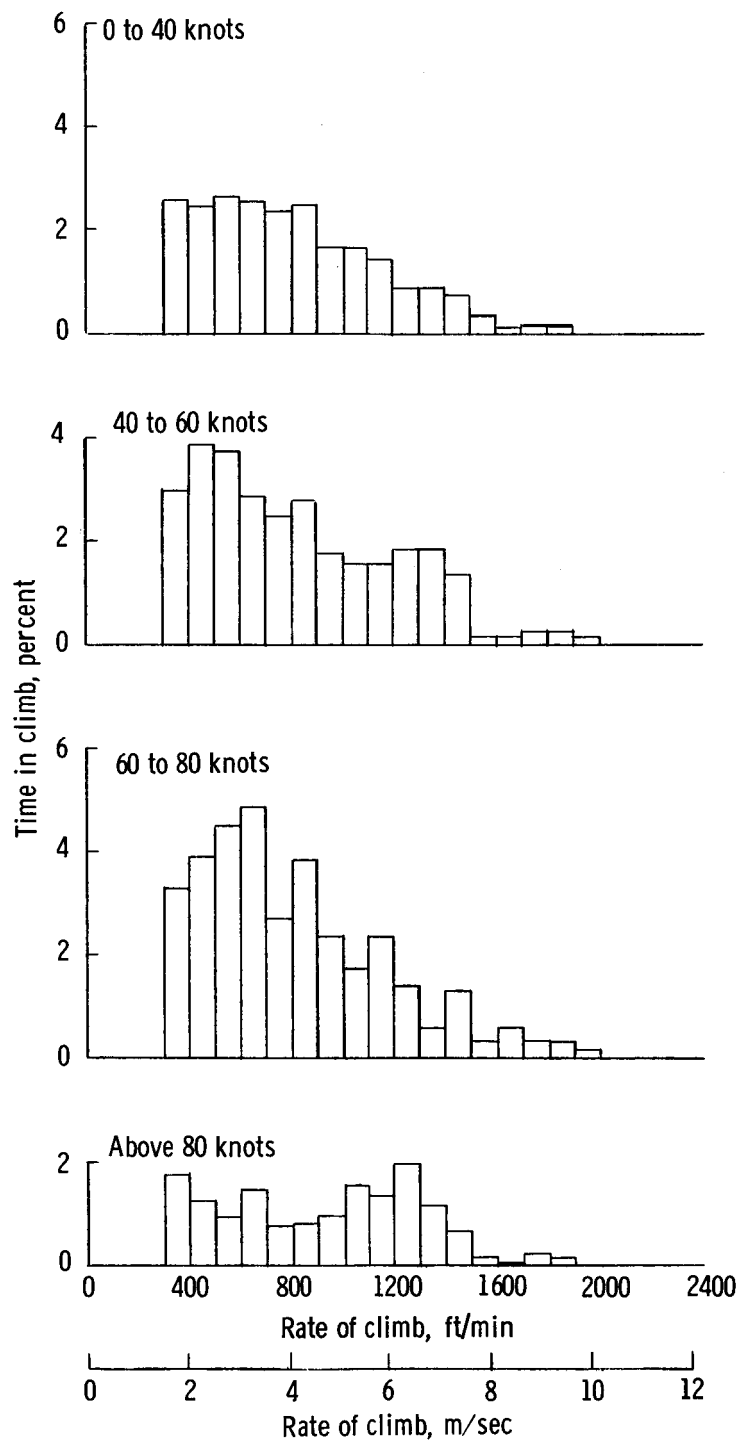 6
0 to 40 knots
4
2
0
40 to 60 knots
4
2
0
Time in climb, percent
6
60 to 80 knots
4
2
0
Above 80 knots
2
0
0 400 800 1200 1600 2000 2400
Rate of climb, ft/min
0 2 4 6 8 10 12
Rate of climb, m/sec